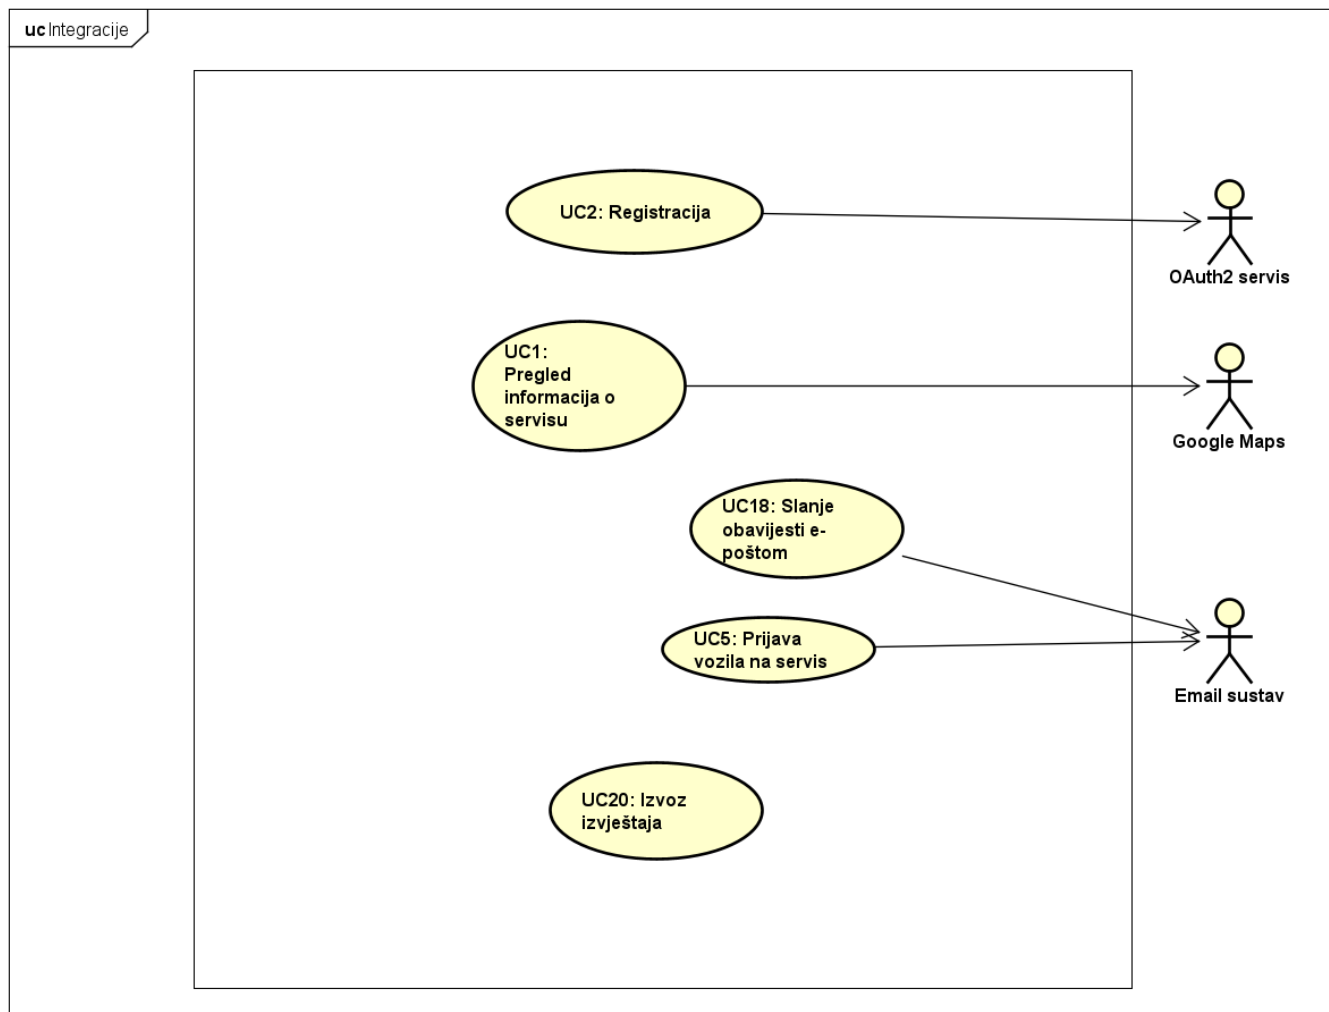 uc Integracije
UC2: Registracija
OAuth2 servis
UC1:
Pregled
informacija o
servisu
Google Maps
UC18: Slanje
obavijesti e-
poštom
UC5: Prijava
vozila na servis
Email sustav
UC20: Izvoz
izvještaja